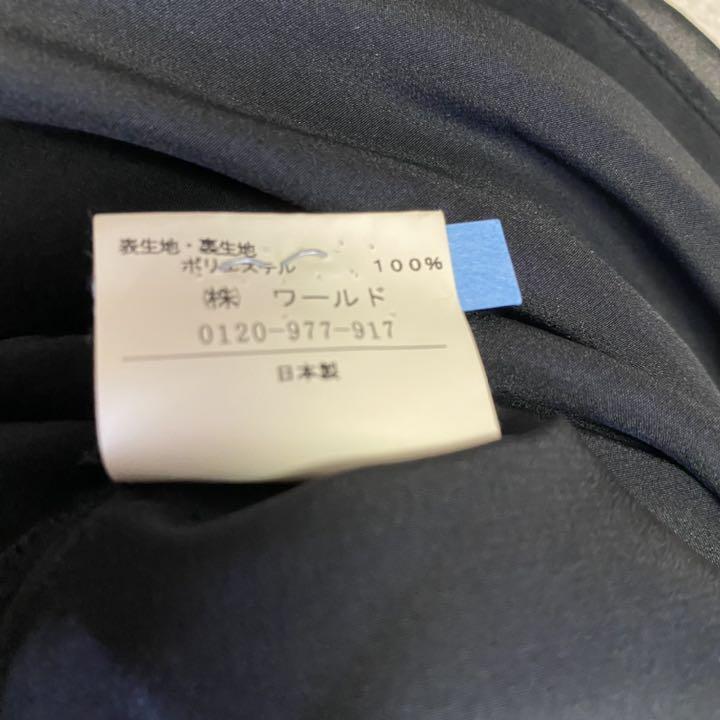 表生地・裏生地
ポリエステル 100%
㈱ ワールド
0120-977-917
日本製